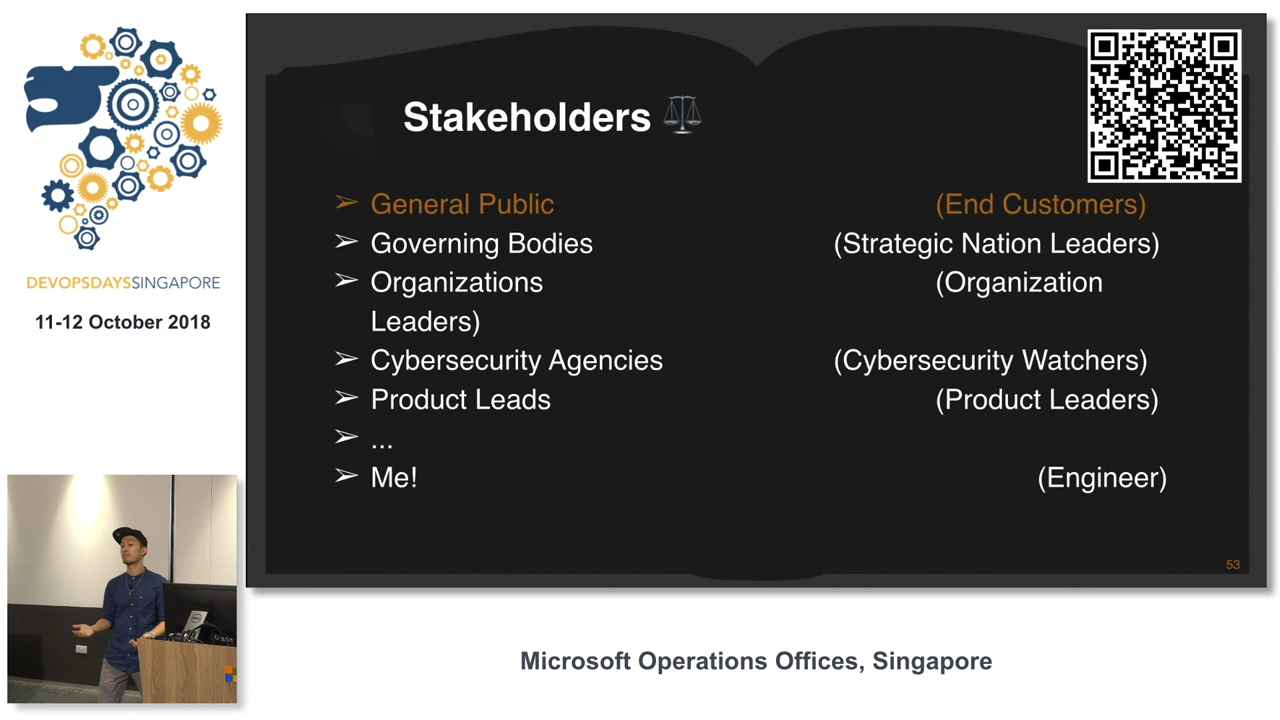 DEVOPSDAYSSINGAPORE
11-12 October 2018
Stakeholders
➢ General Public (End Customers)
➢ Governing Bodies (Strategic Nation Leaders)
➢ Organizations (Organization
Leaders)
➢ Cybersecurity Agencies (Cybersecurity Watchers)
➢ Product Leads (Product Leaders)
➢ ...
➢ Me! (Engineer)
53
Microsoft Operations Offices, Singapore